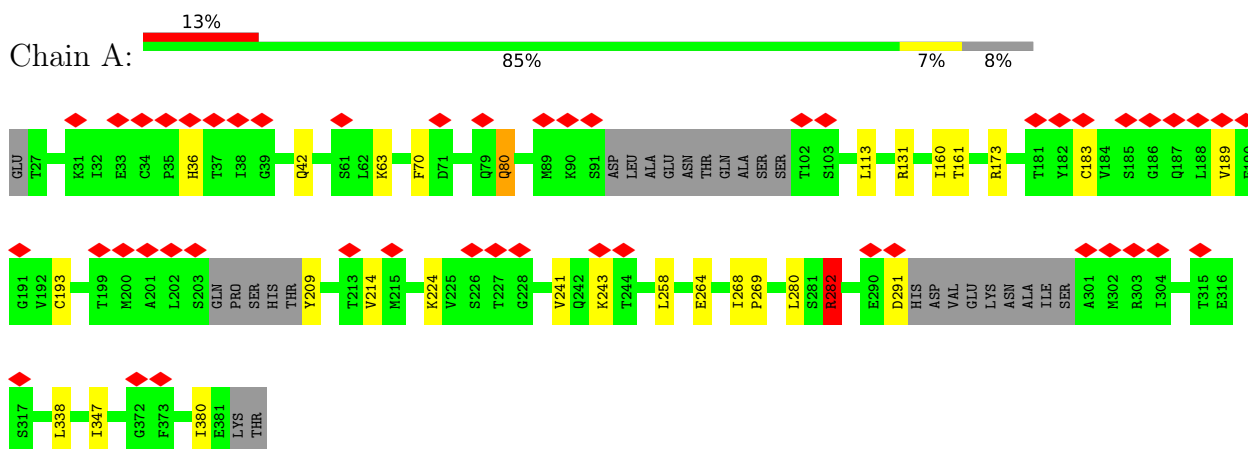 13%
Chain A:
85% 7% 8%
GLU T27 K31 I32 E33 C34 P35 H36 T37 I38 G39 Q42 S61 L62 K63 F70 D71 Q79 Q80 M89 K90 S91 ASP LEU ALA GLU ASN THR GLN ALA SER SER T102 S103 L113 R131 I160 T161 R173 T181 Y182 C183 V184 S185 G186 Q187 L188 V189 E190
G191 V192 C193 T199 M200 A201 L202 S203 GLN PRO SER HIS THR Y209 T213 V214 M215 K224 V225 S226 T227 G228 V241 Q242 K243 T244 L258 E264 I268 P269 L280 S281 R282 E290 D291 HIS ASP VAL GLU LYS ASN ALA ILE SER A301 M302 R303 I304 T315 E316
S317 L338 I347 G372 F373 I380 E381 LYS THR